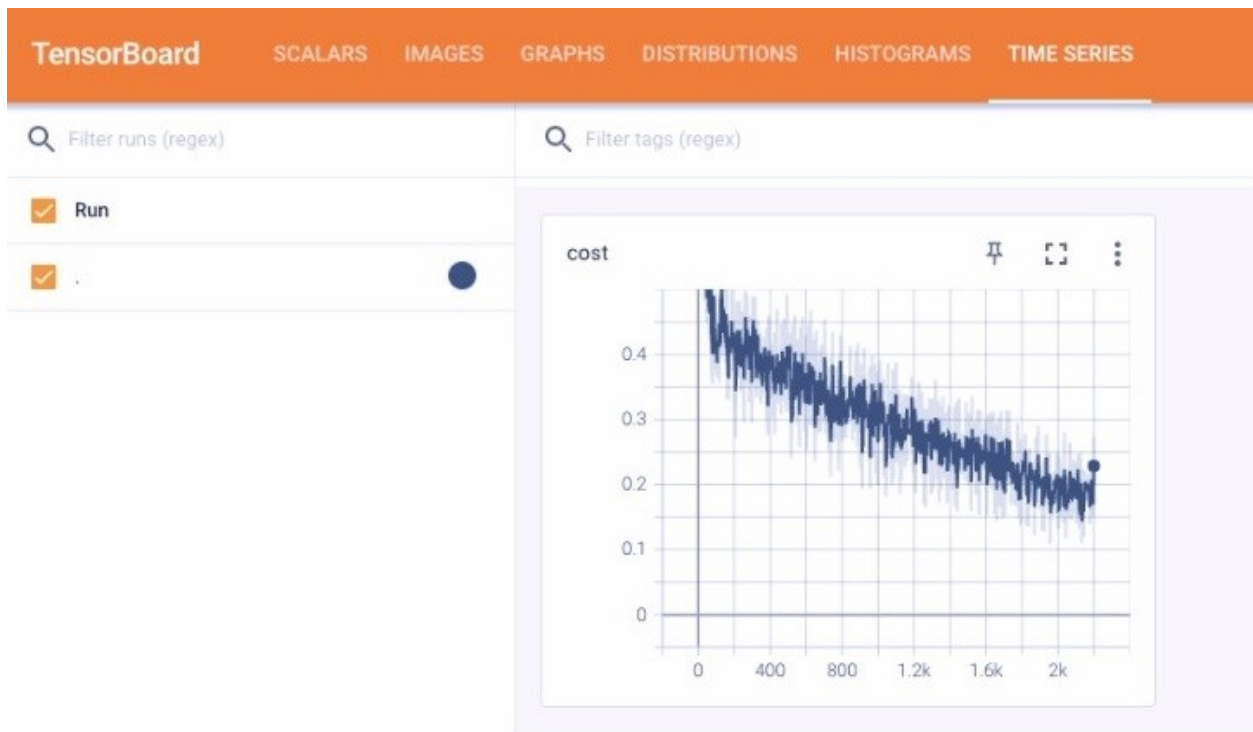 TensorBoard SCALARS IMAGES GRAPHS DISTRIBUTIONS HISTOGRAMS TIME SERIES
Filter runs (regex)
Filter tags (regex)
Run
.
cost
0.4
0.3
0.2
0.1
0
0 400 800 1.2k 1.6k 2k